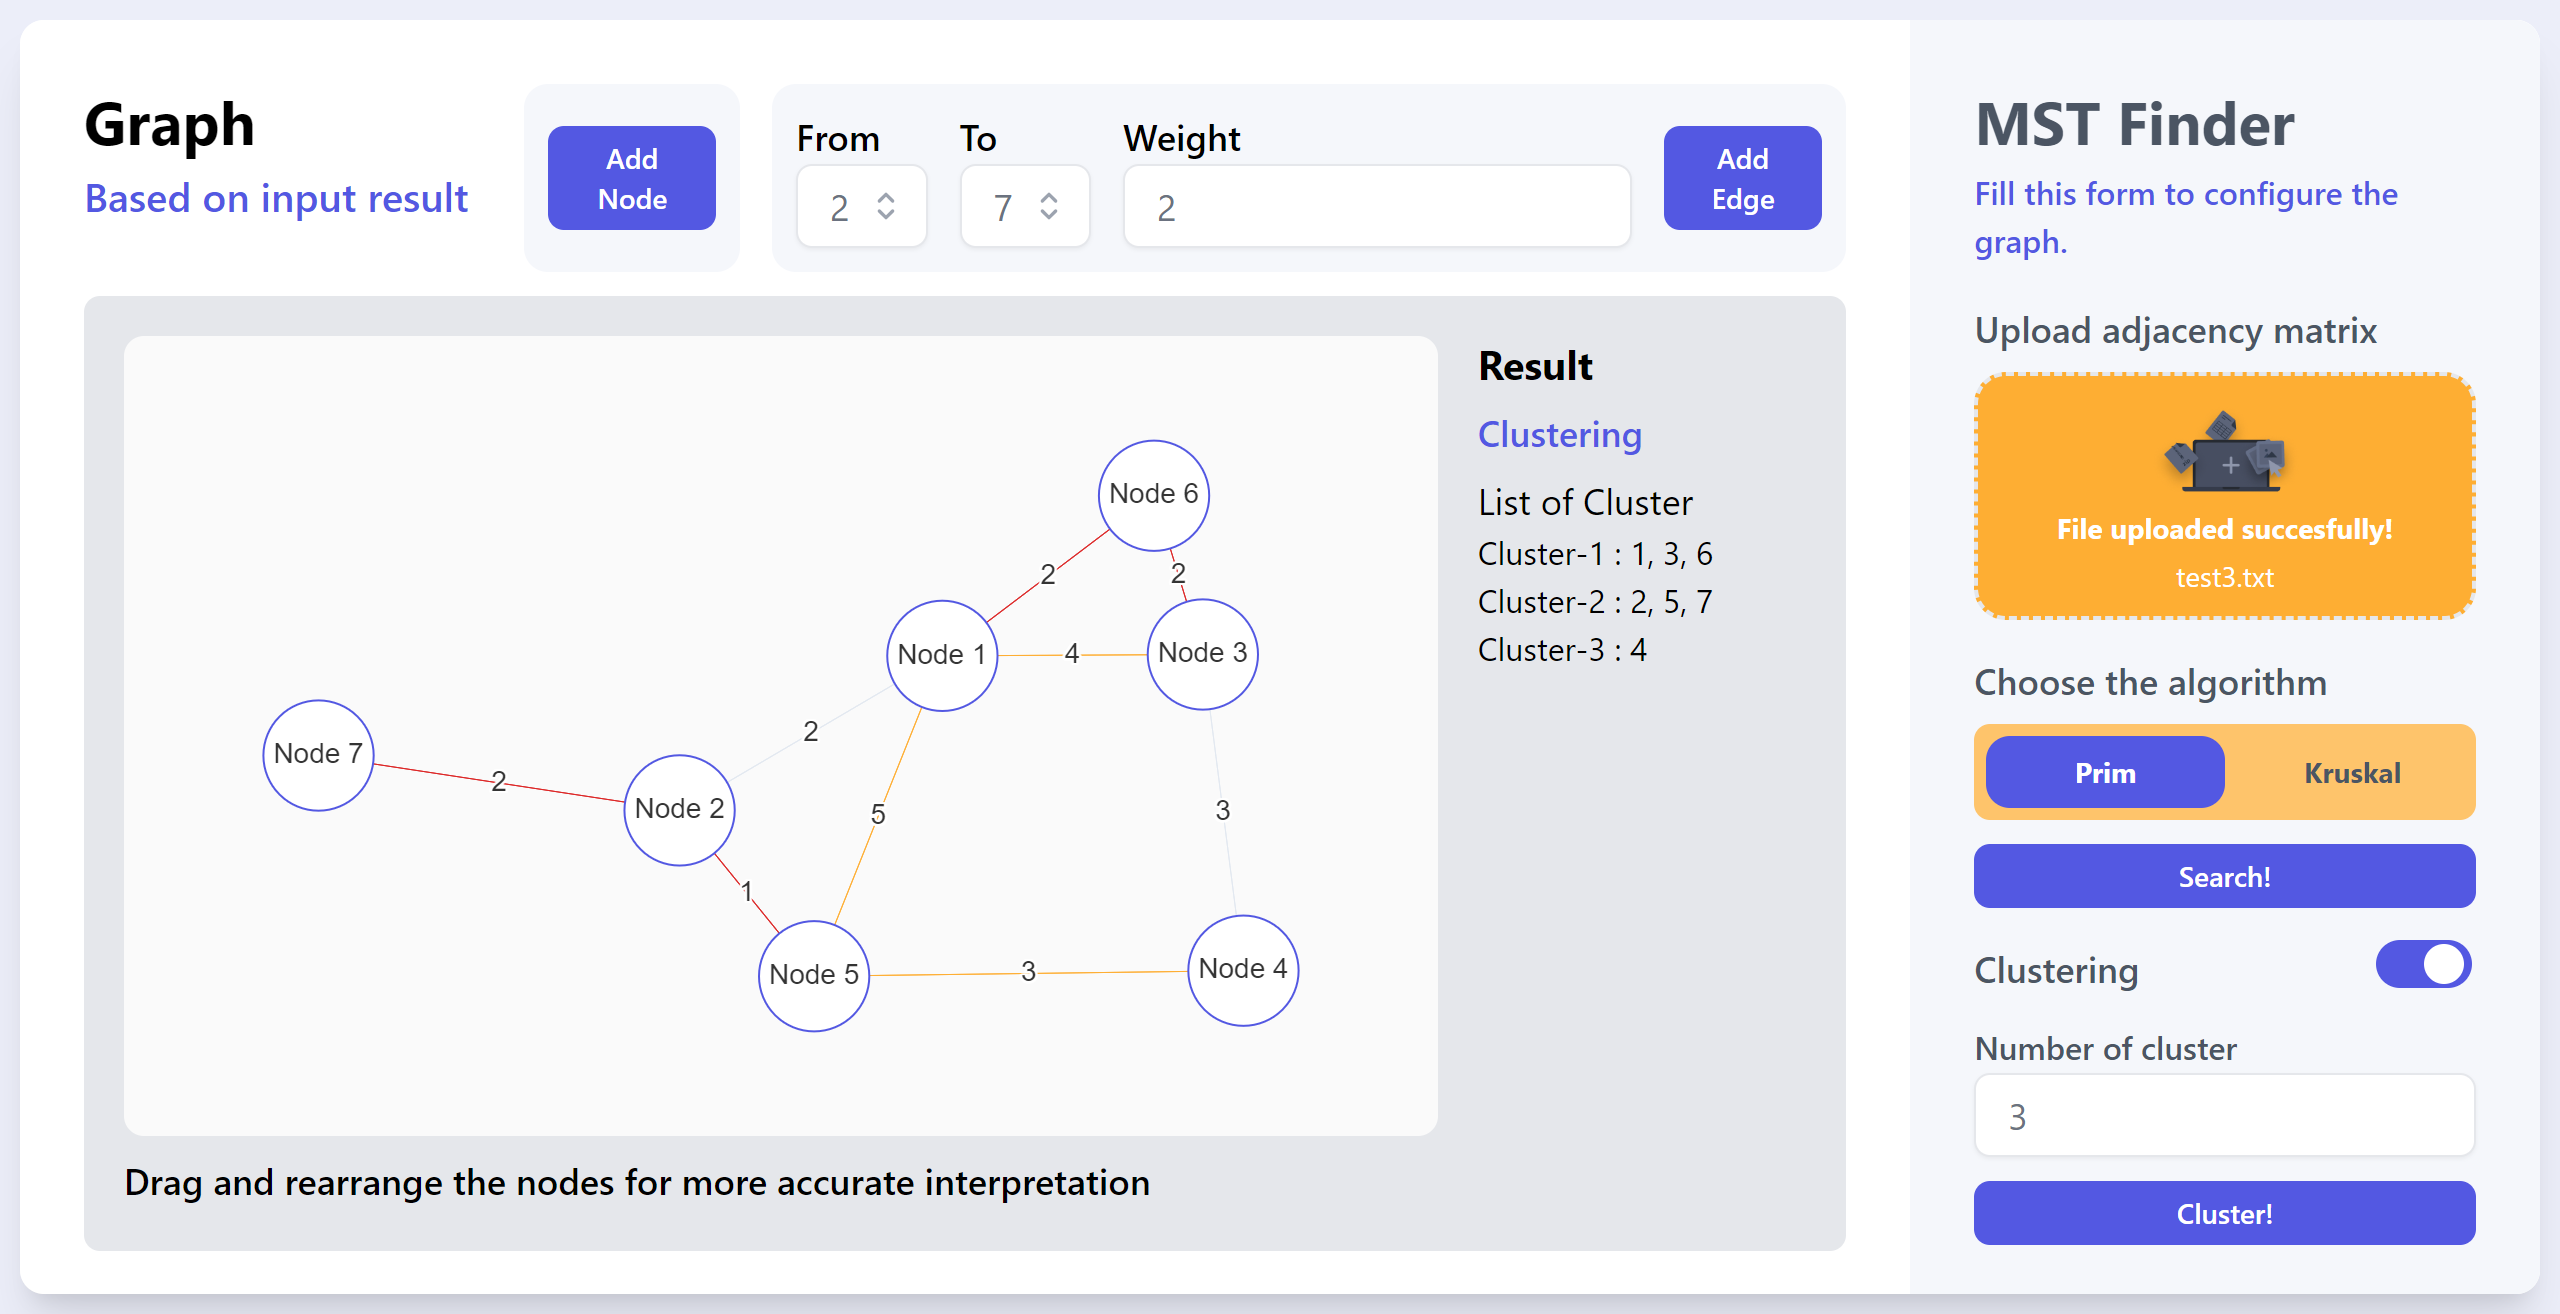 Graph
Based on input result
Add
Node
From
To
Weight
2
7
2
Add
Edge
Node 6
2
2
Node 1
4
Node 3
Node 7
2
2
Node 2
5
3
1
Node 5
3
Node 4
Drag and rearrange the nodes for more accurate interpretation
Result
Clustering
List of Cluster
Cluster-1 : 1, 3, 6
Cluster-2 : 2, 5, 7
Cluster-3 : 4
MST Finder
Fill this form to configure the
graph.
Upload adjacency matrix
File uploaded succesfully!
test3.txt
Choose the algorithm
Prim
Kruskal
Search!
Clustering
Number of cluster
3
Cluster!